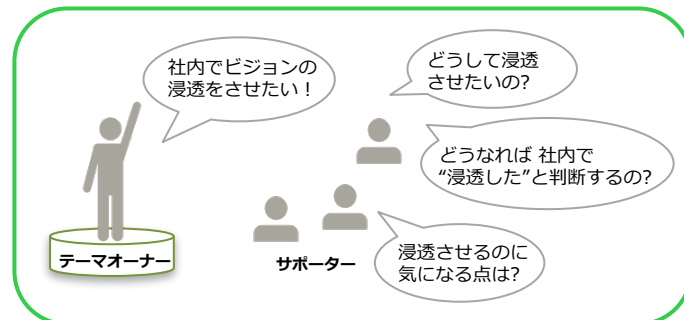 社内でビジョンの
浸透をさせたい！
どうして浸透
させたいの?
どうなれば 社内で
“浸透した”と判断するの?
浸透させるのに
気になる点は?
テーマオーナー
サポーター